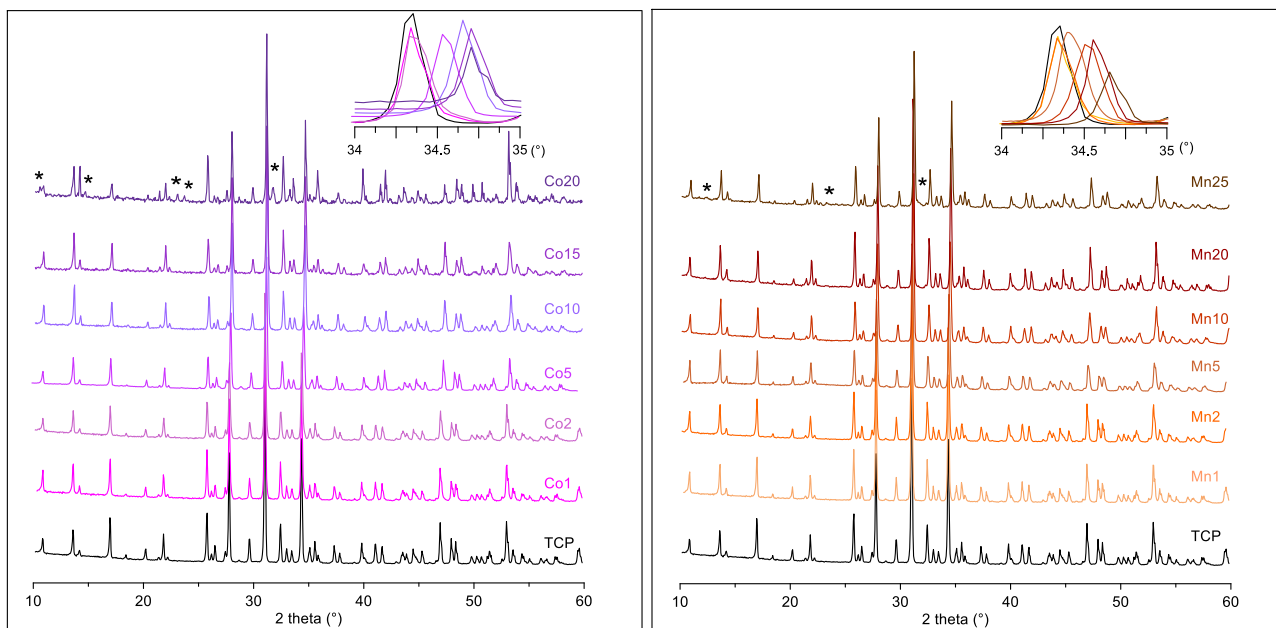 34 34.5 35
(°)
* * * * *
Co20
Co15
Co10
Co5
Co2
Co1
TCP
10 20 30 40 50 60
2 theta (°)
34 34.5 35
(°)
* * *
Mn25
Mn20
Mn10
Mn5
Mn2
Mn1
TCP
10 20 30 40 50 60
2 theta (°)